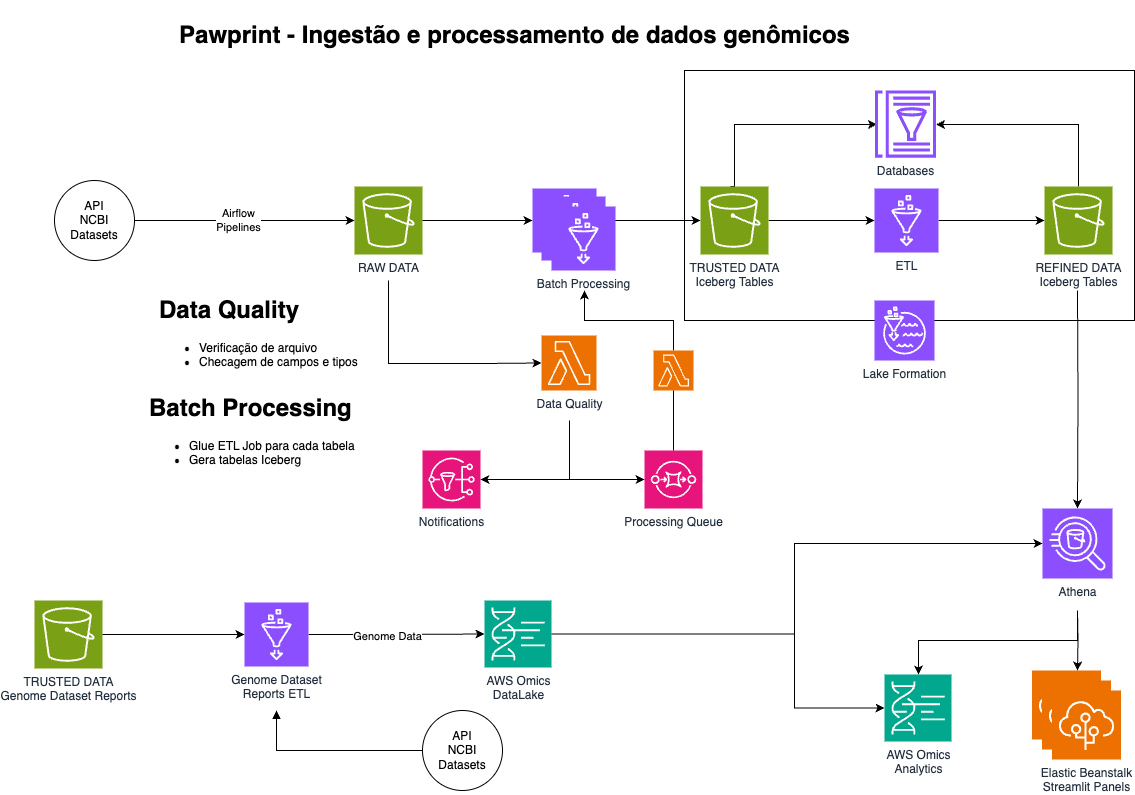 Pawprint - Ingestão e processamento de dados genômicos
Databases
API
NCBI
Datasets
Airflow
Pipelines
RAW DATA
Batch Processing
TRUSTED DATA
Iceberg Tables
ETL
REFINED DATA
Iceberg Tables
Data Quality
Verificação de arquivo
Checagem de campos e tipos
Lake Formation
Data Quality
Batch Processing
Glue ETL Job para cada tabela
Gera tabelas Iceberg
Notifications
Processing Queue
Athena
TRUSTED DATA
Genome Dataset Reports
Genome Dataset
Reports ETL
Genome Data
AWS Omics
DataLake
API
NCBI
Datasets
AWS Omics
Analytics
Elastic Beanstalk
Streamlit Panels